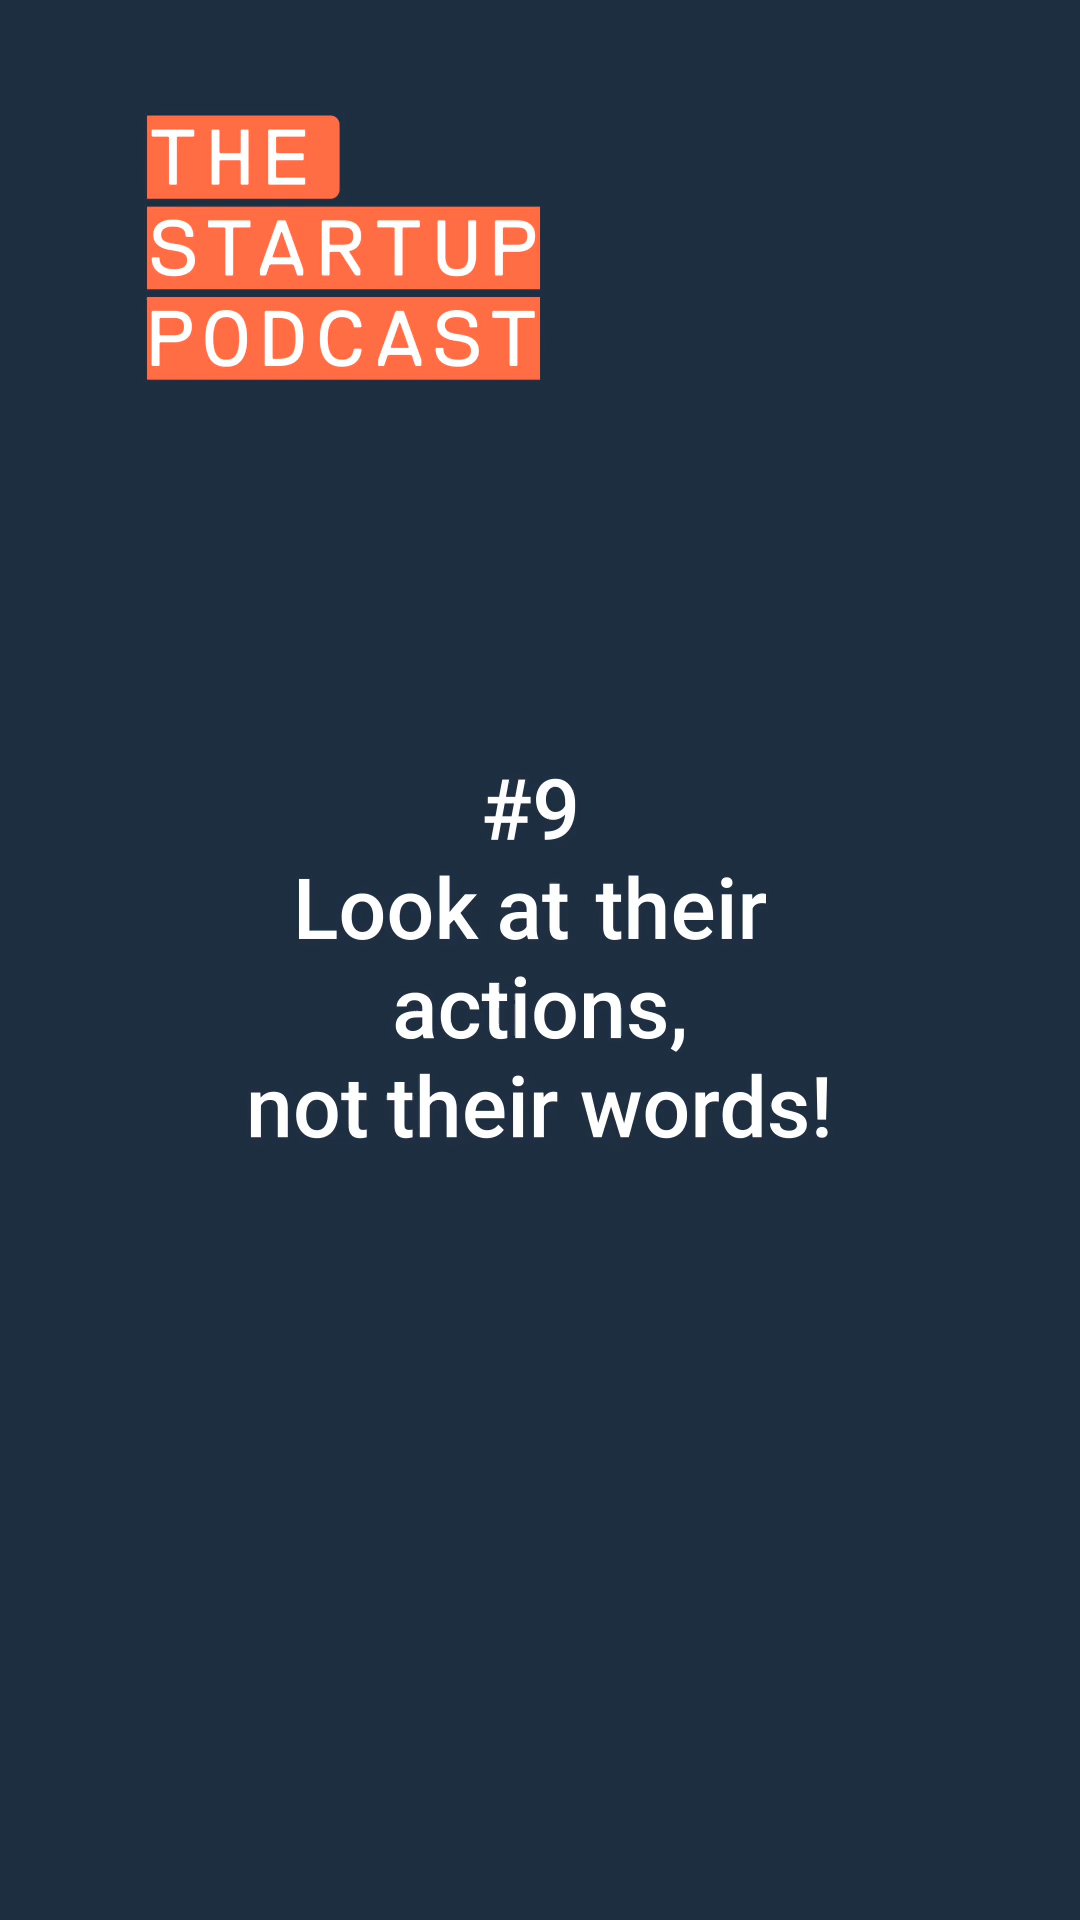 THE
STARTUP
PODCAST
#9
Look at their
actions,
not their words!